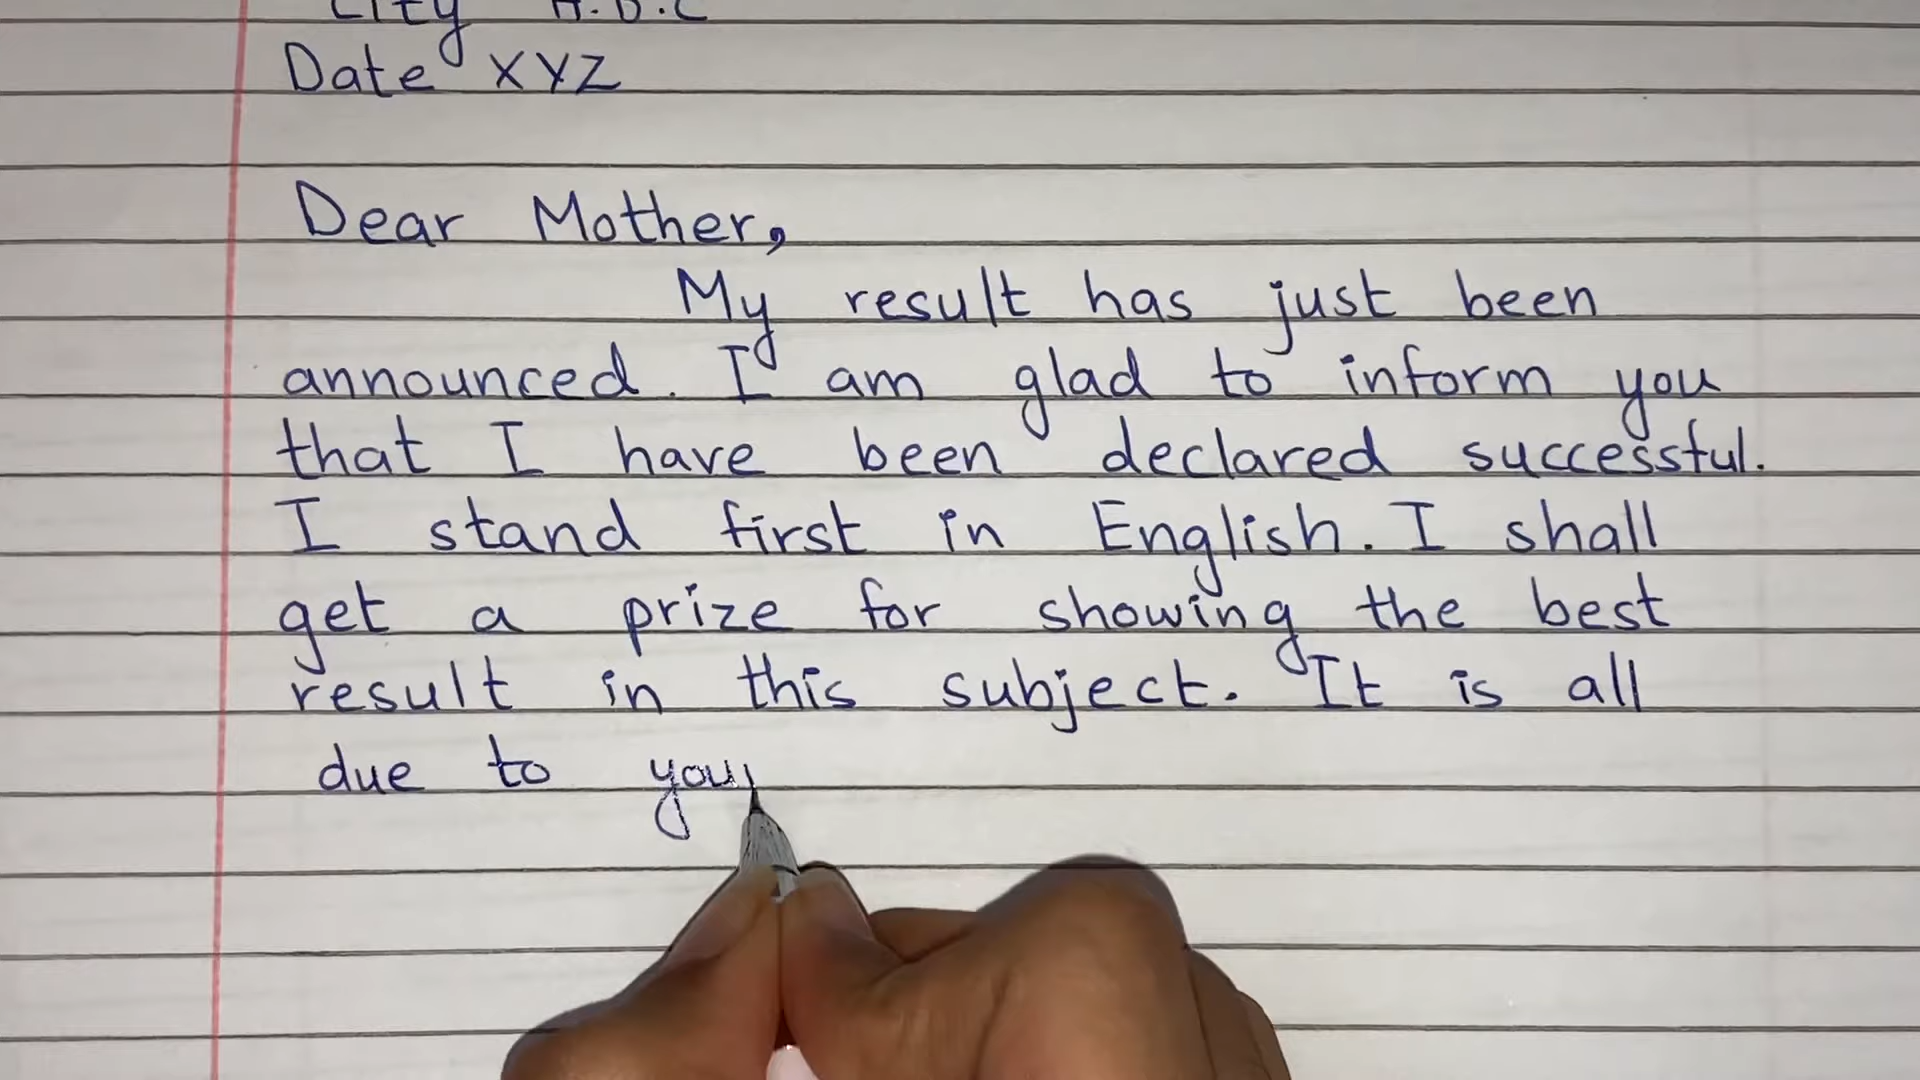 City A.B.C
Date XYZ
Dear Mother,
My result has just been
announced. I am glad to inform you
that I have been declared successful.
I stand first in English. I shall
get a prize for showing the best
result in this subject. It is all
due to your